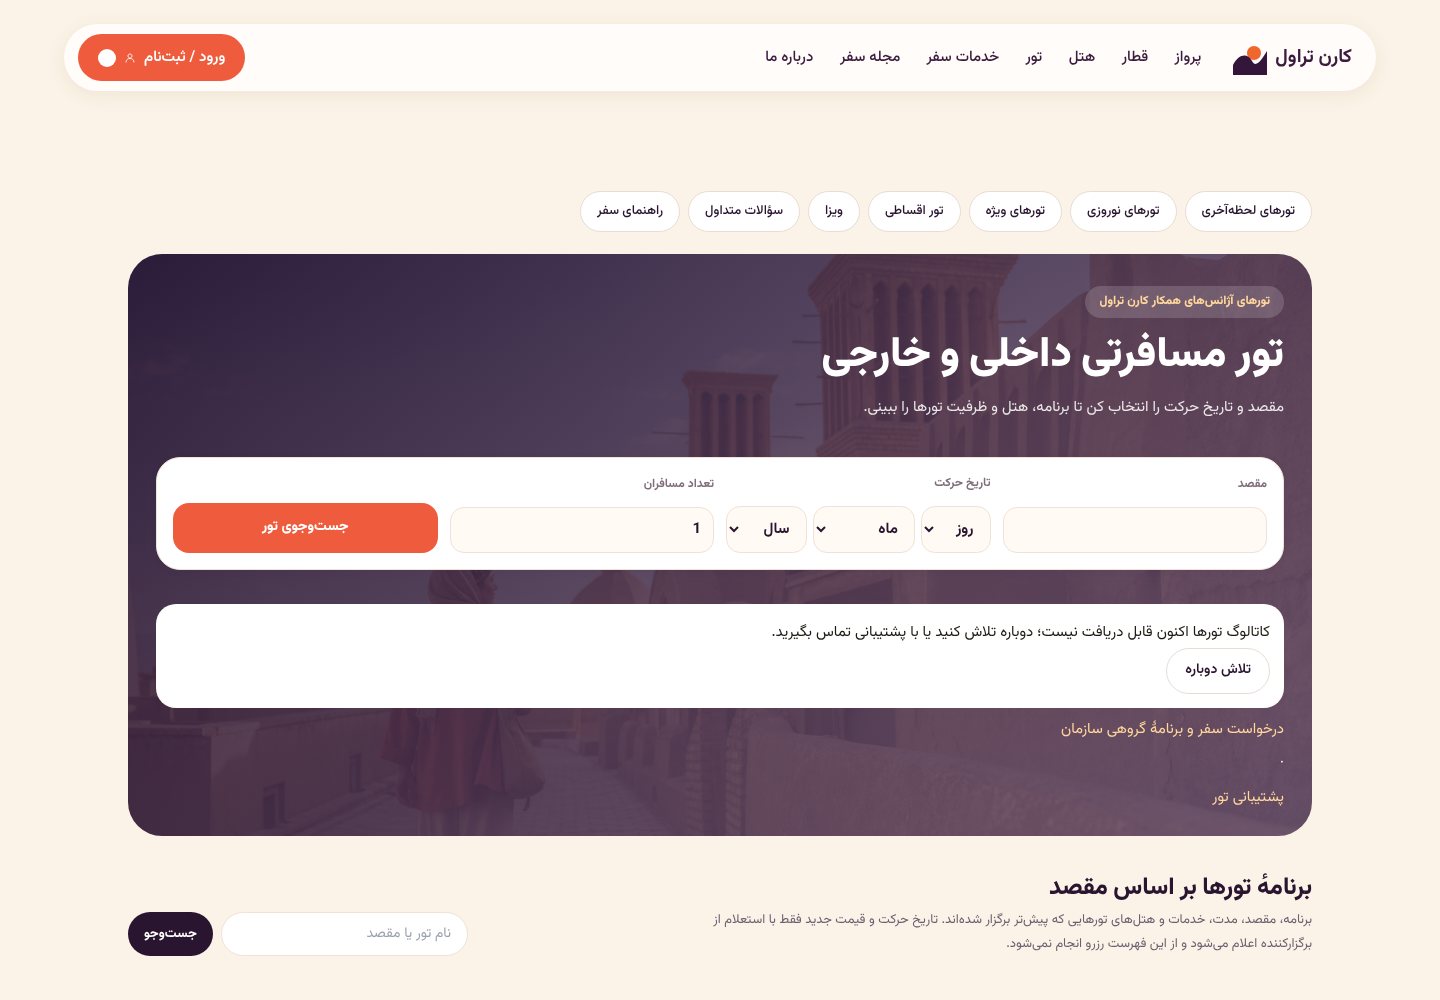 کارن تراول
پرواز
قطار
هتل
تور
خدمات سفر
مجله سفر
درباره ما
ورود / ثبت‌نام
تورهای لحظه‌آخری
تورهای نوروزی
تورهای ویژه
تور اقساطی
ویزا
سؤالات متداول
راهنمای سفر
تورهای آژانس‌های همکار کارن تراول
تور مسافرتی داخلی و خارجی
مقصد و تاریخ حرکت را انتخاب کن تا برنامه، هتل و ظرفیت تورها را ببینی.
مقصد
تاریخ حرکت
تعداد مسافران
روز
ماه
سال
1
جست‌وجوی تور
کاتالوگ تورها اکنون قابل دریافت نیست؛ دوباره تلاش کنید یا با پشتیبانی تماس بگیرید.
تلاش دوباره
درخواست سفر و برنامهٔ گروهی سازمان
.
پشتیبانی تور
برنامهٔ تورها بر اساس مقصد
برنامه، مقصد، مدت، خدمات و هتل‌های تورهایی که پیش‌تر برگزار شده‌اند. تاریخ حرکت و قیمت جدید فقط با استعلام از
برگزارکننده اعلام می‌شود و از این فهرست رزرو انجام نمی‌شود.
نام تور یا مقصد
جست‌وجو